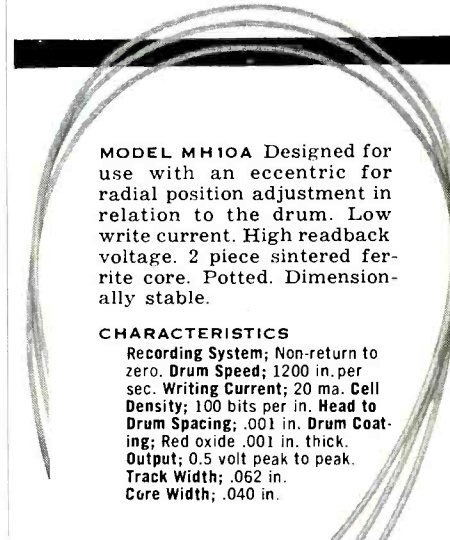 MODEL MH10A Designed for
use with an eccentric for
radial position adjustment in
relation to the drum. Low
write current. High readback
voltage. 2 piece sintered fer-
rite core. Potted. Dimension-
ally stable.
CHARACTERISTICS
Recording System; Non-return to
zero. Drum Speed; 1200 in. per
sec. Writing Current; 20 ma. Cell
Density; 100 bits per in. Head to
Drum Spacing; .001 in. Drum Coat-
ing; Red oxide .001 in. thick.
Output; 0.5 volt peak to peak.
Track Width; .062 in.
Core Width; .040 in.